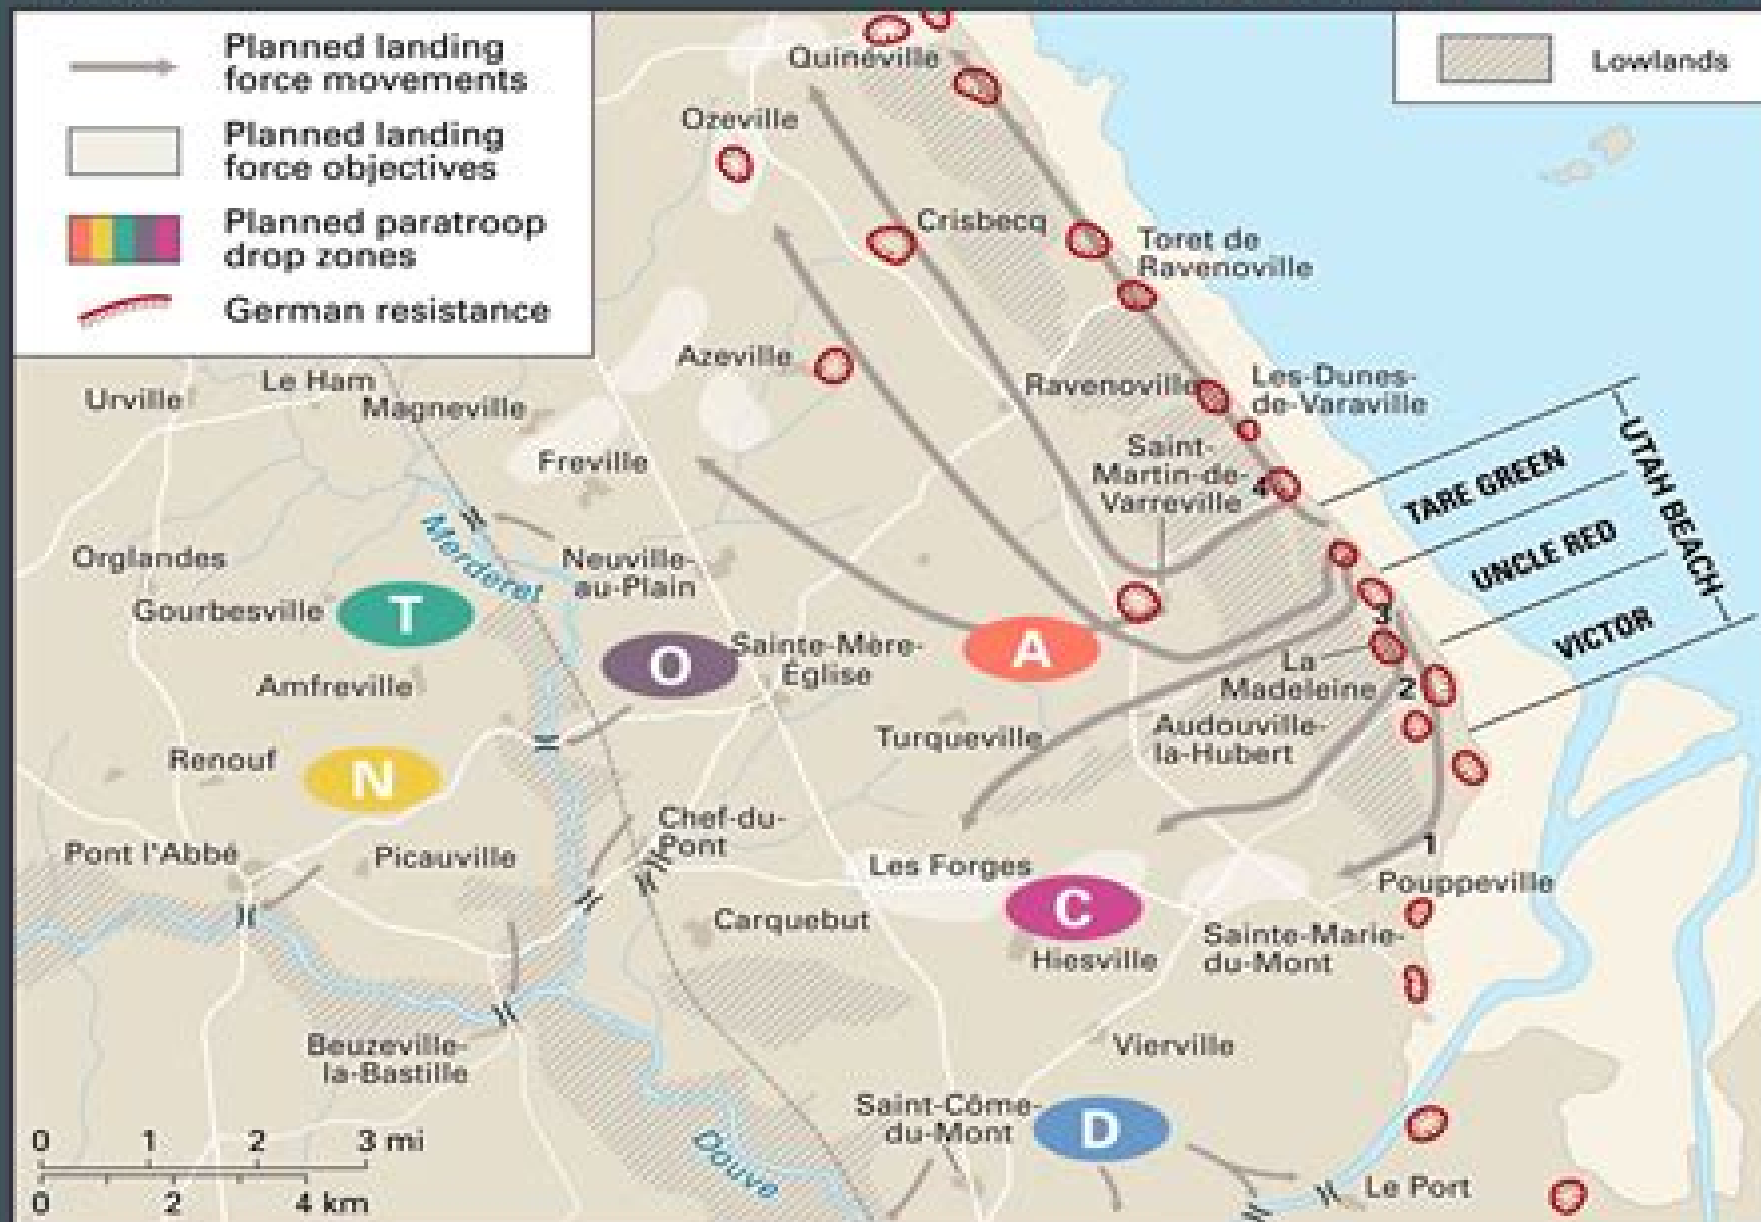 Planned landing
force movements
Planned landing
force objectives
Planned paratroop
drop zones
German resistance
Lowlands
Quinéville
Ozeville
Crisbecq
Toret de
Ravenoville
Azeville
Ravenoville
Les-Dunes-
de-Varaville
Urville
Le Ham
Magneville
Freville
Saint-
Martin-de-
Varreville
4
TARE GREEN
UTAH BEACH
UNCLE RED
VICTOR
Orglandes
Merderet
Neuville-
au-Plain
Gourbesville
T
O
Sainte-Mère-
Église
A
3
La
Madeleine
2
Amfreville
Turqueville
Audouville-
la-Hubert
Renouf
N
Chef-du-
Pont
1
Pont l'Abbé
Picauville
Les Forges
C
Pouppeville
Carquebut
Hiesville
Sainte-Marie-
du-Mont
Beuzeville-
la-Bastille
Vierville
Saint-Côme-
du-Mont
D
Douve
Le Port
0 1 2 3 mi
0 2 4 km